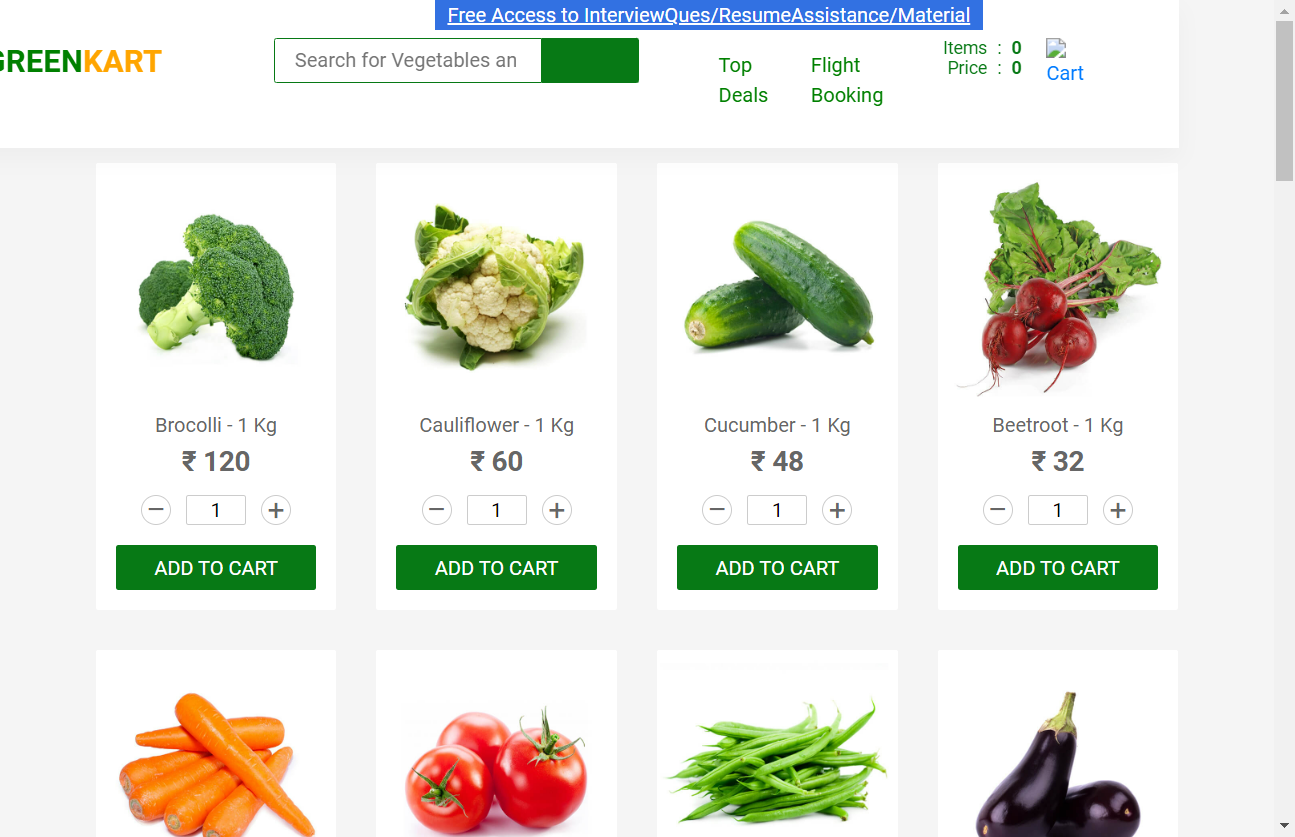 Free Access to InterviewQues/ResumeAssistance/Material
GREENKART
Search for Vegetables an
Top Deals
Flight Booking
Items : 0
Price : 0
Cart
Brocolli - 1 Kg
₹ 120
− 1 +
ADD TO CART
Cauliflower - 1 Kg
₹ 60
− 1 +
ADD TO CART
Cucumber - 1 Kg
₹ 48
− 1 +
ADD TO CART
Beetroot - 1 Kg
₹ 32
− 1 +
ADD TO CART